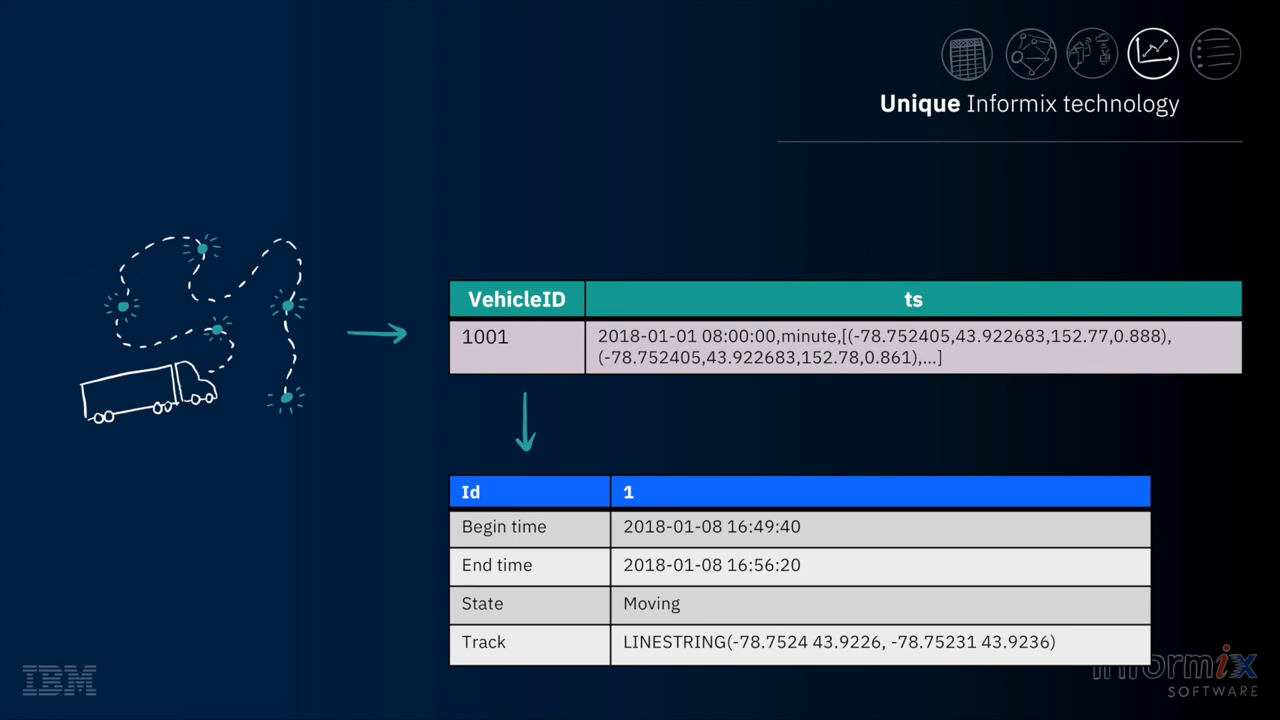 Unique Informix technology
VehicleID
ts
1001
2018-01-01 08:00:00,minute,[(-78.752405,43.922683,152.77,0.888),
(-78.752405,43.922683,152.78,0.861),...]
Id
1
Begin time
2018-01-08 16:49:40
End time
2018-01-08 16:56:20
State
Moving
Track
LINESTRING(-78.7524 43.9226, -78.75231 43.9236)
IBM
informix
SOFTWARE